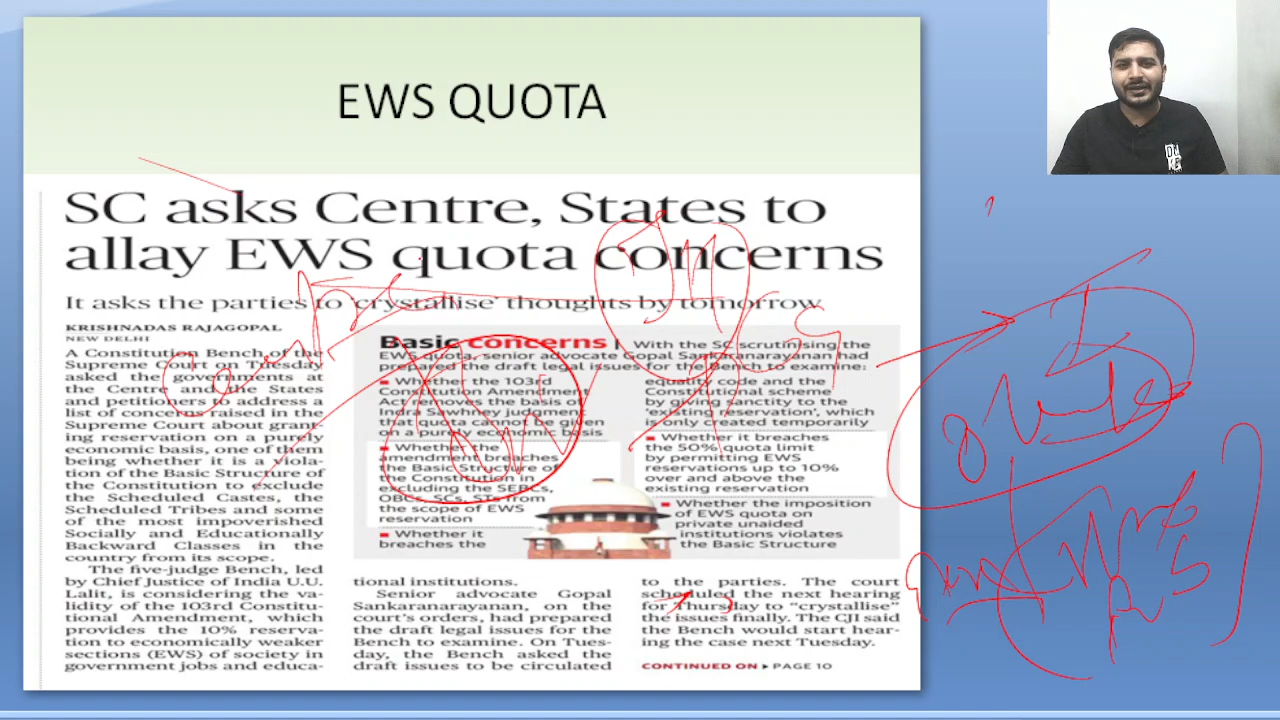 EWS QUOTA
SC asks Centre, States to
allay EWS quota concerns
It asks the parties to 'crystallise' thoughts by tomorrow
KRISHNADAS RAJAGOPAL
NEW DELHI
A Constitution Bench of the
Supreme Court on Tuesday
asked the governments at
the Centre and the States
and petitioners to address a
list of concerns raised in the
Supreme Court about grant-
ing reservation on a purely
economic basis, one of them
being whether it is a viola-
tion of the Basic Structure of
the Constitution to exclude
the Scheduled Castes, the
Scheduled Tribes and some
of the most impoverished
Socially and Educationally
Backward Classes in the
country from its scope.
The five-judge Bench, led
by Chief Justice of India U.U.
Lalit, is considering the va-
lidity of the 103rd Constitu-
tional Amendment, which
provides the 10% reserva-
tion to economically weaker
sections (EWS) of society in
government jobs and educa-
Basic concerns | With the SC scrutinising the
EWS quota, senior advocate Gopal Sankaranarayanan had
prepared the draft legal issues for the Bench to examine:
Whether the 103rd
Constitution Amendment
Act removes the basis of
Indra Sawhney judgment
that quota cannot be given
on a purely economic basis
Whether the
amendment breaches
the Basic Structure of
the Constitution in
excluding the SEBCs,
OBCs, SCs, STs from
the scope of EWS
reservation
Whether it
breaches the
equality code and the
Constitutional scheme
by giving sanctity to the
'existing reservation', which
is only created temporarily
Whether it breaches
the 50% quota limit
by permitting EWS
reservations up to 10%
over and above the
existing reservation
Whether the imposition
of EWS quota on
private unaided
institutions violates
the Basic Structure
tional institutions.
Senior advocate Gopal
Sankaranarayanan, on the
court's orders, had prepared
the draft legal issues for the
Bench to examine. On Tues-
day, the Bench asked the
draft issues to be circulated
to the parties. The court
scheduled the next hearing
for Thursday to "crystallise"
the issues finally. The CJI said
the Bench would start hear-
ing the case next Tuesday.
CONTINUED ON ▸ PAGE 10